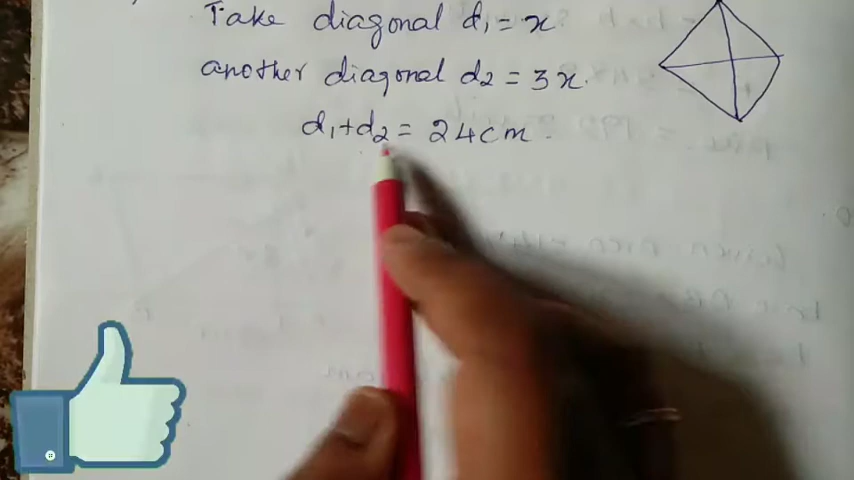 Take diagonal d₁ = x.
another diagonal d₂ = 3x.
d₁+d₂ = 24cm.